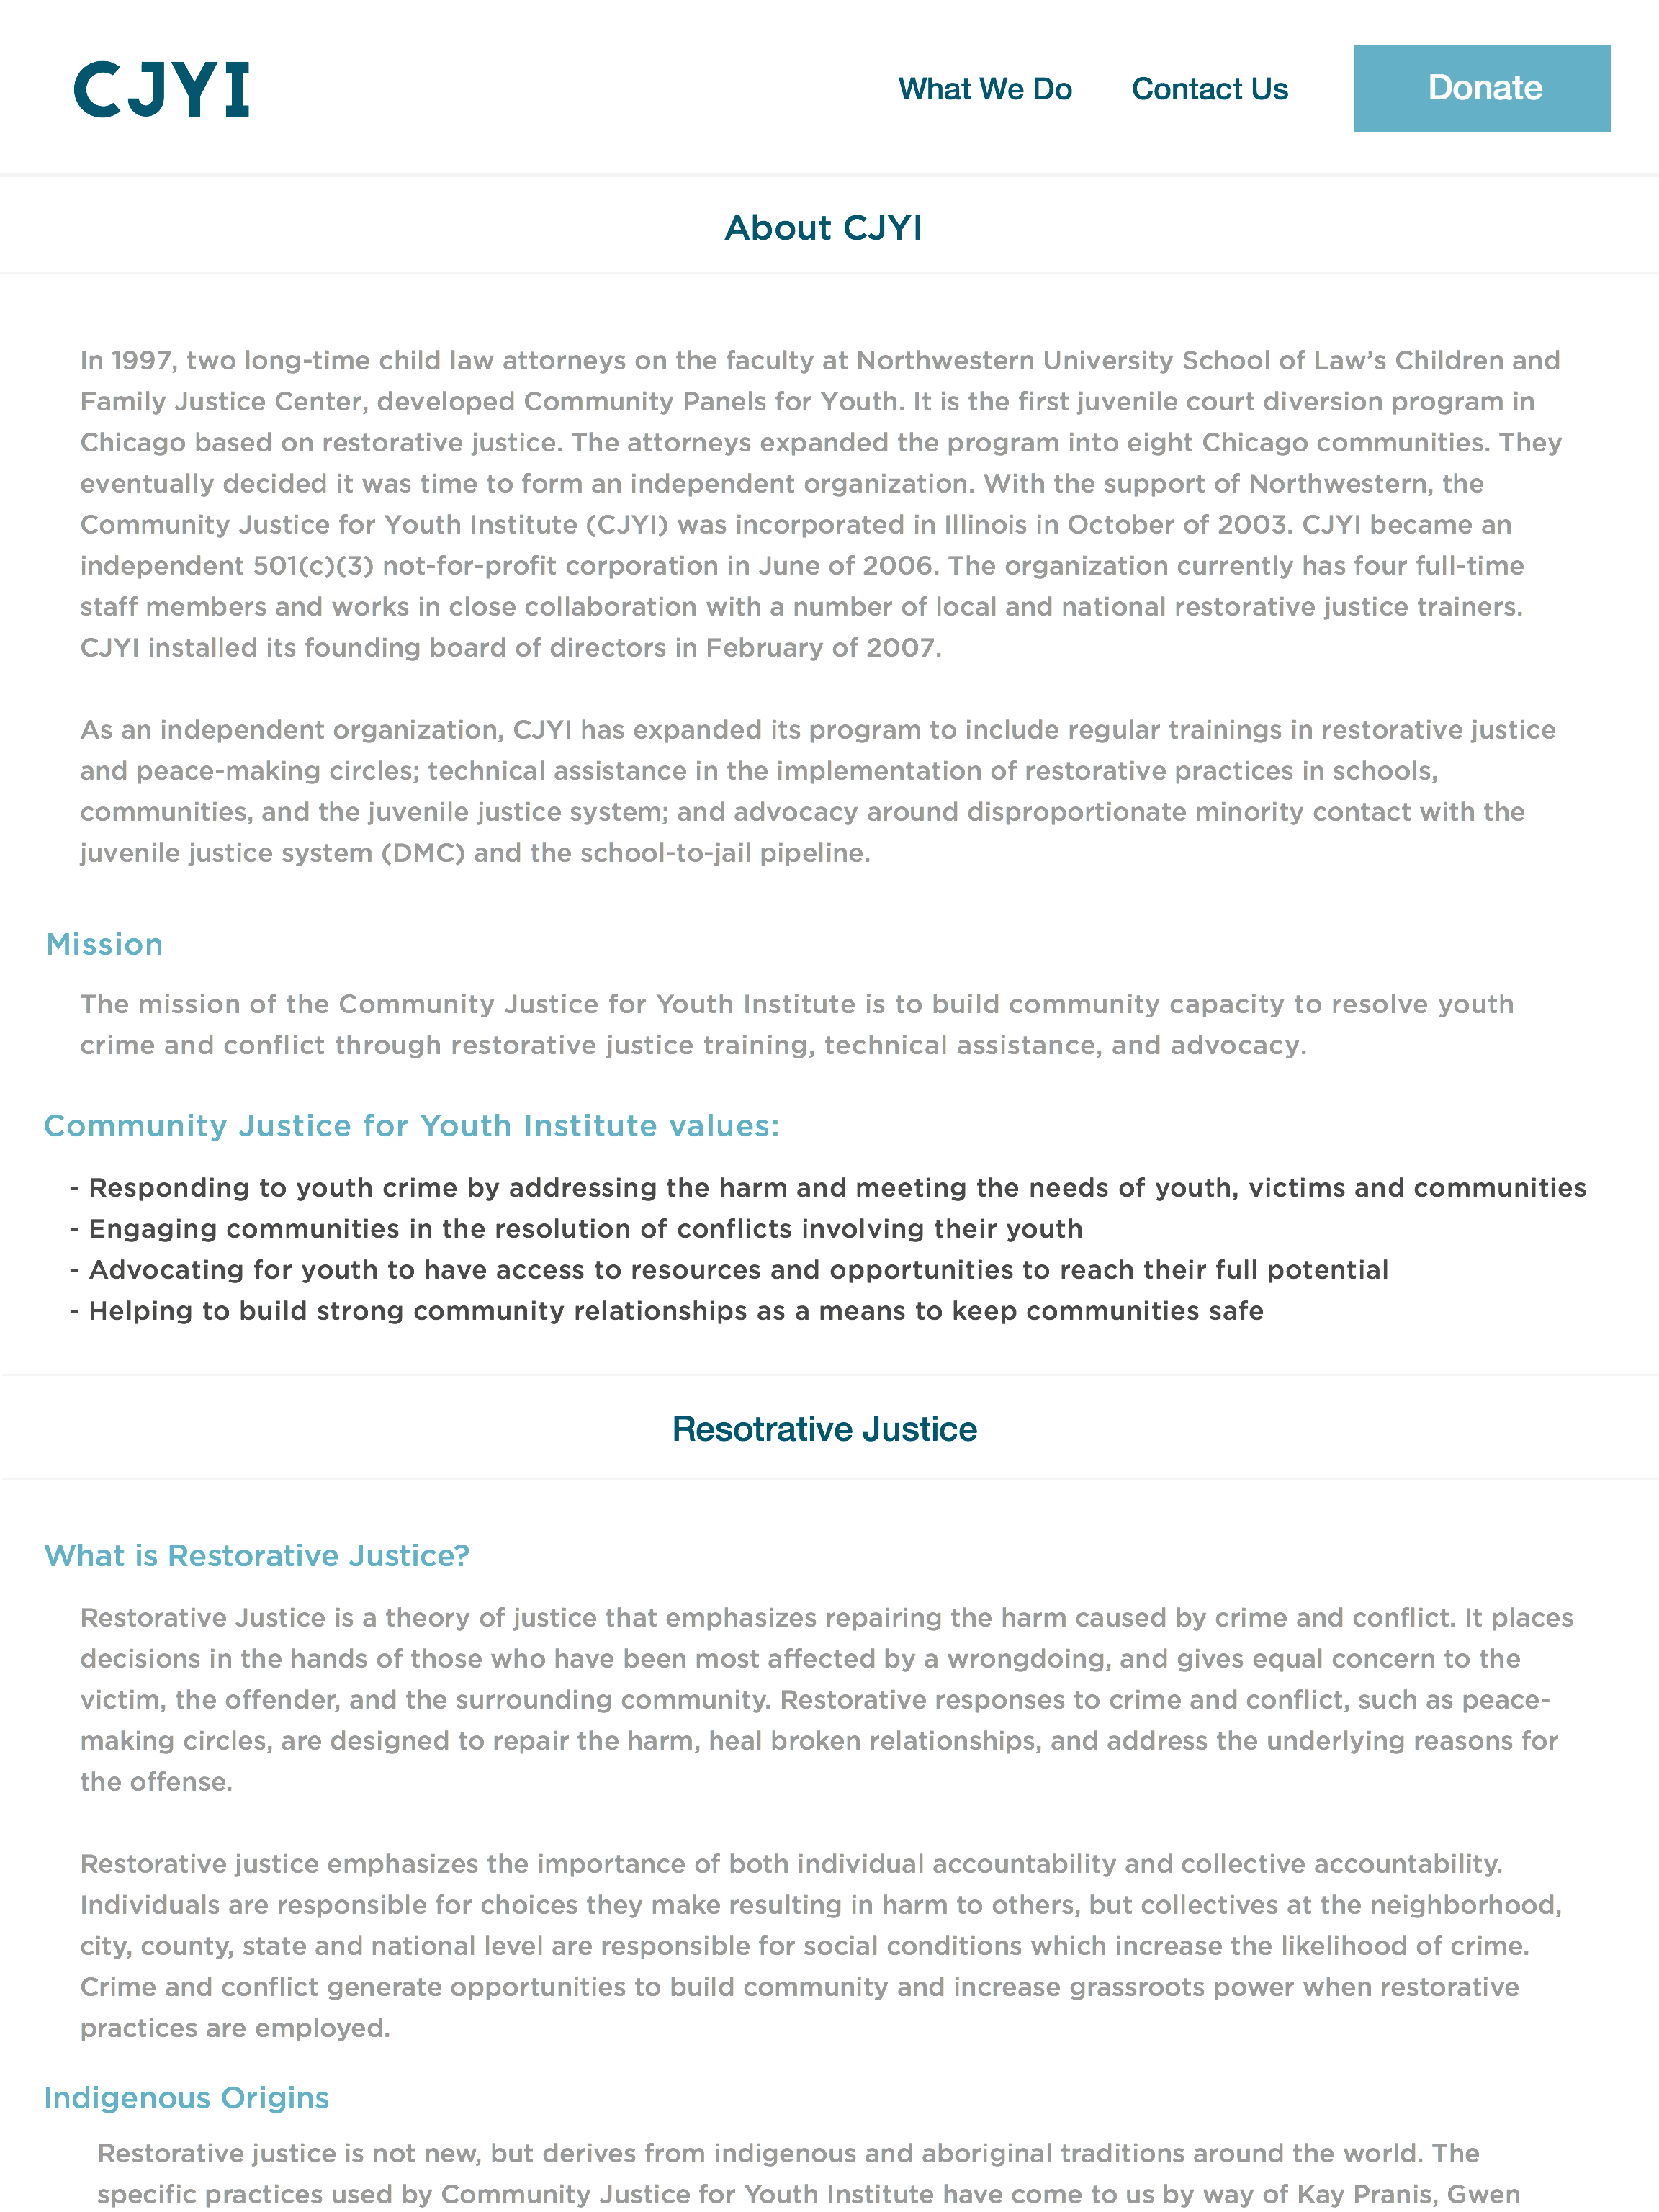 CJYI
What We Do
Contact Us
Donate
About CJYI
In 1997, two long-time child law attorneys on the faculty at Northwestern University School of Law’s Children and
Family Justice Center, developed Community Panels for Youth. It is the first juvenile court diversion program in
Chicago based on restorative justice. The attorneys expanded the program into eight Chicago communities. They
eventually decided it was time to form an independent organization. With the support of Northwestern, the
Community Justice for Youth Institute (CJYI) was incorporated in Illinois in October of 2003. CJYI became an
independent 501(c)(3) not-for-profit corporation in June of 2006. The organization currently has four full-time
staff members and works in close collaboration with a number of local and national restorative justice trainers.
CJYI installed its founding board of directors in February of 2007.
As an independent organization, CJYI has expanded its program to include regular trainings in restorative justice
and peace-making circles; technical assistance in the implementation of restorative practices in schools,
communities, and the juvenile justice system; and advocacy around disproportionate minority contact with the
juvenile justice system (DMC) and the school-to-jail pipeline.
Mission
The mission of the Community Justice for Youth Institute is to build community capacity to resolve youth
crime and conflict through restorative justice training, technical assistance, and advocacy.
Community Justice for Youth Institute values:
- Responding to youth crime by addressing the harm and meeting the needs of youth, victims and communities
- Engaging communities in the resolution of conflicts involving their youth
- Advocating for youth to have access to resources and opportunities to reach their full potential
- Helping to build strong community relationships as a means to keep communities safe
Resotrative Justice
What is Restorative Justice?
Restorative Justice is a theory of justice that emphasizes repairing the harm caused by crime and conflict. It places
decisions in the hands of those who have been most affected by a wrongdoing, and gives equal concern to the
victim, the offender, and the surrounding community. Restorative responses to crime and conflict, such as peace-
making circles, are designed to repair the harm, heal broken relationships, and address the underlying reasons for
the offense.
Restorative justice emphasizes the importance of both individual accountability and collective accountability.
Individuals are responsible for choices they make resulting in harm to others, but collectives at the neighborhood,
city, county, state and national level are responsible for social conditions which increase the likelihood of crime.
Crime and conflict generate opportunities to build community and increase grassroots power when restorative
practices are employed.
Indigenous Origins
Restorative justice is not new, but derives from indigenous and aboriginal traditions around the world. The
specific practices used by Community Justice for Youth Institute have come to us by way of Kay Pranis, Gwen